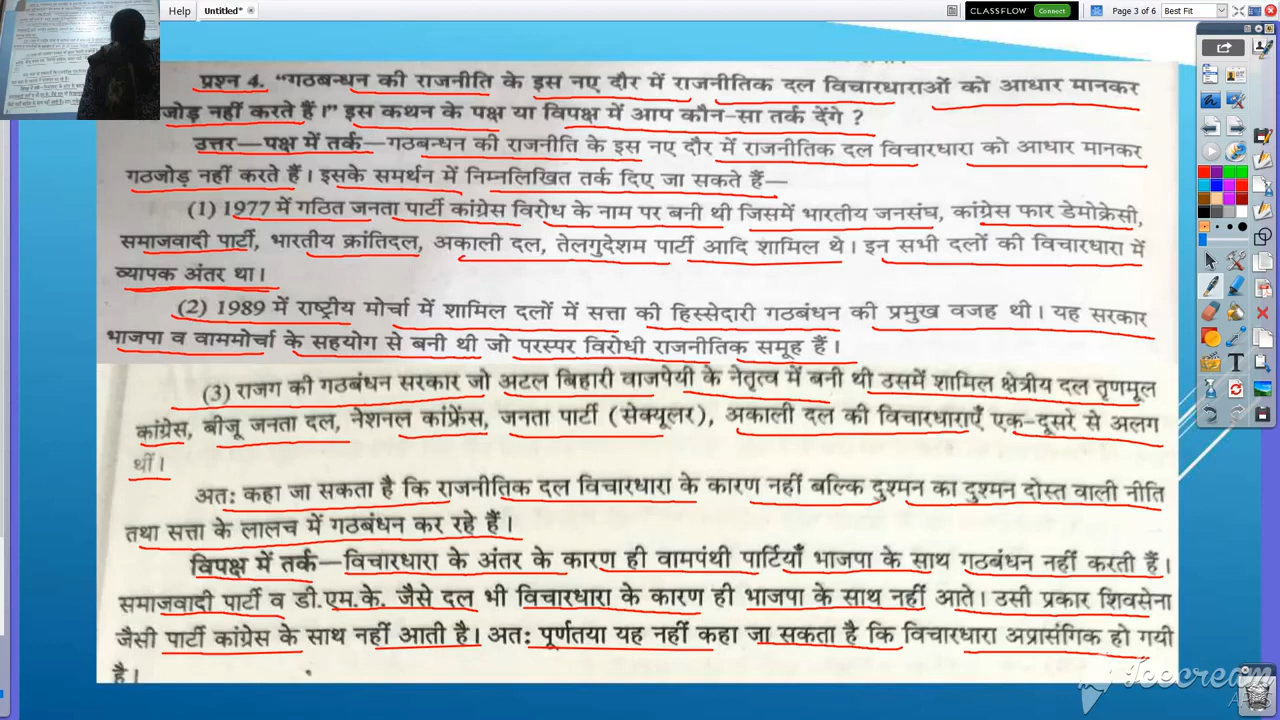 Help
Untitled*
CLASSFLOW
Connect
Page 3 of 6
Best Fit
प्रश्न 4. "गठबन्धन की राजनीति के इस नए दौर में राजनीतिक दल विचारधाराओं को आधार मानकर
जोड़ नहीं करते हैं।" इस कथन के पक्ष या विपक्ष में आप कौन-सा तर्क देंगे ?
उत्तर—पक्ष में तर्क—गठबन्धन की राजनीति के इस नए दौर में राजनीतिक दल विचारधारा को आधार मानकर
गठजोड़ नहीं करते हैं। इसके समर्थन में निम्नलिखित तर्क दिए जा सकते हैं—
(1) 1977 में गठित जनता पार्टी कांग्रेस विरोध के नाम पर बनी थी जिसमें भारतीय जनसंघ, कांग्रेस फार डेमोक्रेसी,
समाजवादी पार्टी, भारतीय क्रांतिदल, अकाली दल, तेलगुदेशम पार्टी आदि शामिल थे। इन सभी दलों की विचारधारा में
व्यापक अंतर था।
(2) 1989 में राष्ट्रीय मोर्चा में शामिल दलों में सत्ता की हिस्सेदारी गठबंधन की प्रमुख वजह थी। यह सरकार
भाजपा व वाममोर्चा के सहयोग से बनी थी जो परस्पर विरोधी राजनीतिक समूह हैं।
(3) राजग की गठबंधन सरकार जो अटल बिहारी वाजपेयी के नेतृत्व में बनी थी उसमें शामिल क्षेत्रीय दल तृणमूल
कांग्रेस, बीजू जनता दल, नेशनल कांफ्रेंस, जनता पार्टी (सेक्यूलर), अकाली दल की विचारधाराएँ एक-दूसरे से अलग
थीं।
अत: कहा जा सकता है कि राजनीतिक दल विचारधारा के कारण नहीं बल्कि दुश्मन का दुश्मन दोस्त वाली नीति
तथा सत्ता के लालच में गठबंधन कर रहे हैं।
विपक्ष में तर्क—विचारधारा के अंतर के कारण ही वामपंथी पार्टियाँ भाजपा के साथ गठबंधन नहीं करती हैं।
समाजवादी पार्टी व डी.एम.के. जैसे दल भी विचारधारा के कारण ही भाजपा के साथ नहीं आते। उसी प्रकार शिवसेना
जैसी पार्टी कांग्रेस के साथ नहीं आती है। अत: पूर्णतया यह नहीं कहा जा सकता है कि विचारधारा अप्रासंगिक हो गयी
है।
Icecream
APPS